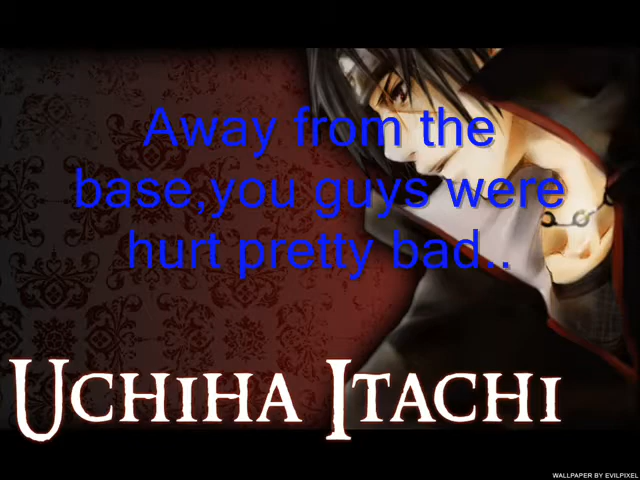 Away from the
base,you guys were
hurt pretty bad..
UCHIHA ITACHI
WALLPAPER BY EVILPIXEL